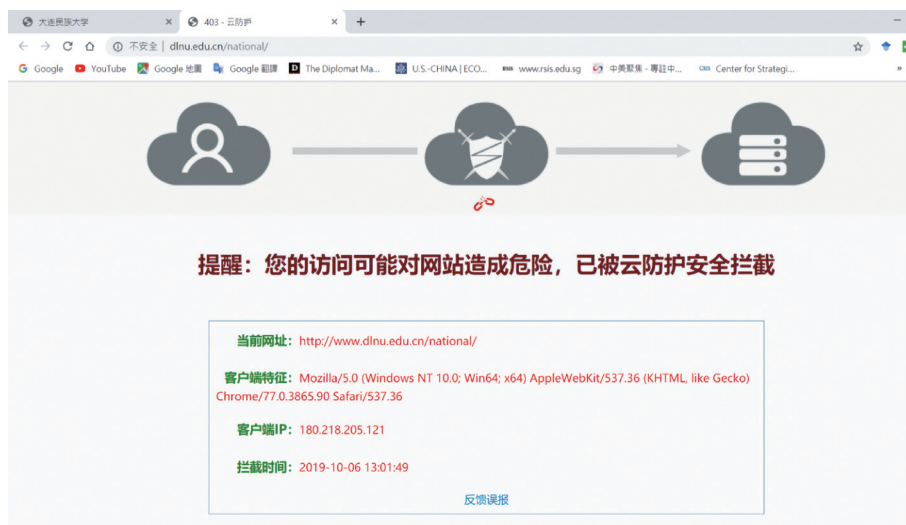 大连民族大学 403 - 云防护
不安全 dlnu.edu.cn/national/
Google YouTube Google 地圖 Google 翻譯 The Diplomat Ma... U.S.-CHINA | ECO... www.rsis.edu.sg 中美聚焦 - 專註中... Center for Strategi...
提醒：您的访问可能对网站造成危险，已被云防护安全拦截
当前网址：http://www.dlnu.edu.cn/national/
客户端特征：Mozilla/5.0 (Windows NT 10.0; Win64; x64) AppleWebKit/537.36 (KHTML, like Gecko)
Chrome/77.0.3865.90 Safari/537.36
客户端IP：180.218.205.121
拦截时间：2019-10-06 13:01:49
反馈误报